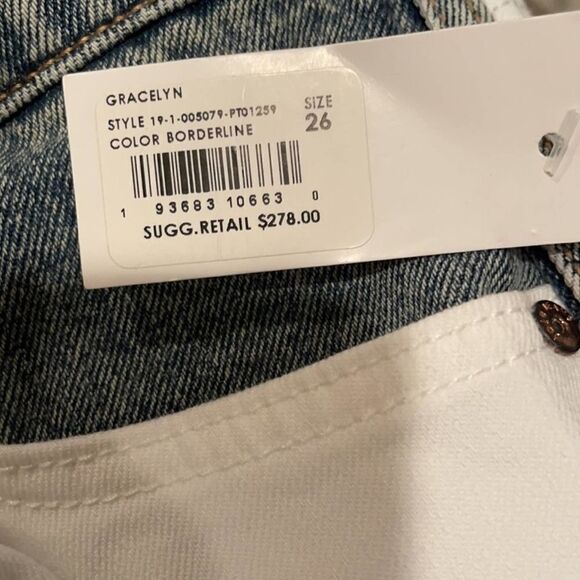 GRACELYN
STYLE 19-1-005079-PT01259
COLOR BORDERLINE
SIZE
26
1 93683 10663 0
SUGG.RETAIL $278.00